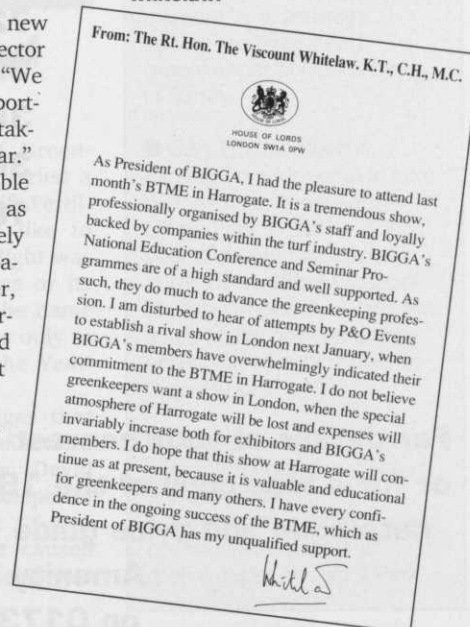 new
ector
"We
port-
tak-
ar."
ble
as
ely
a-
er,
r-
d
t
From: The Rt. Hon. The Viscount Whitelaw. K.T., C.H., M.C.
HOUSE OF LORDS
LONDON SW1A 0PW
As President of BIGGA, I had the pleasure to attend last
month's BTME in Harrogate. It is a tremendous show,
professionally organised by BIGGA's staff and loyally
backed by companies within the turf industry. BIGGA's
National Education Conference and Seminar Pro-
grammes are of a high standard and well supported. As
such, they do much to advance the greenkeeping profes-
sion. I am disturbed to hear of attempts by P&O Events
to establish a rival show in London next January, when
BIGGA's members have overwhelmingly indicated their
commitment to the BTME in Harrogate. I do not believe
greenkeepers want a show in London, when the special
atmosphere of Harrogate will be lost and expenses will
invariably increase both for exhibitors and BIGGA's
members. I do hope that this show at Harrogate will con-
tinue as at present, because it is valuable and educational
for greenkeepers and many others. I have every confi-
dence in the ongoing success of the BTME, which as
President of BIGGA has my unqualified support.